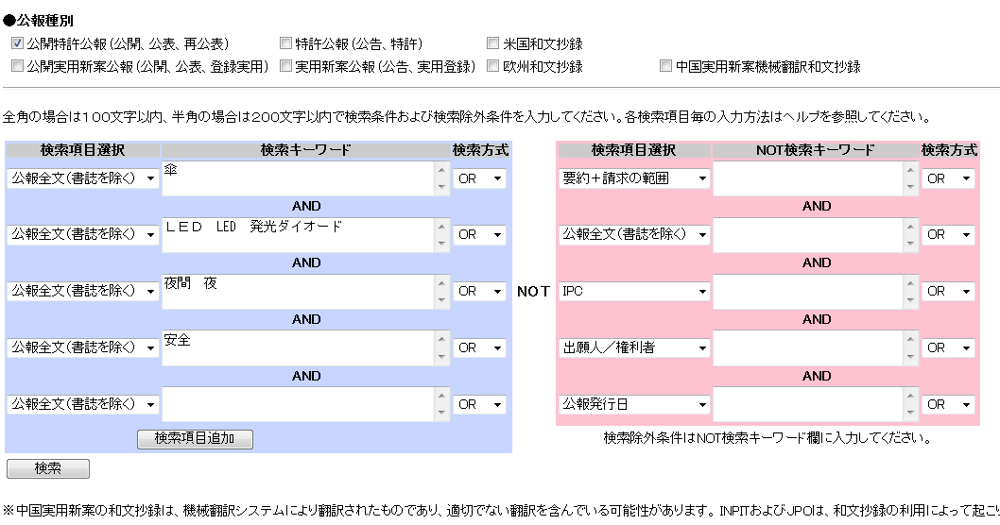 ●公報種別
公開特許公報(公開、公表、再公表) 特許公報(公告、特許) 米国和文抄録
公開実用新案公報(公開、公表、登録実用) 実用新案公報(公告、実用登録) 欧州和文抄録 中国実用新案機械翻訳和文抄録
全角の場合は100文字以内、半角の場合は200文字以内で検索条件および検索除外条件を入力してください。各検索項目毎の入力方法はヘルプを参照してください。
検索項目選択 検索キーワード 検索方式 検索項目選択 NOT検索キーワード 検索方式
公報全文(書誌を除く) 傘 OR 要約+請求の範囲 OR
AND AND
公報全文(書誌を除く) LED LED 発光ダイオード OR 公報全文(書誌を除く) OR
AND AND
公報全文(書誌を除く) 夜間 夜 OR NOT IPC OR
AND AND
公報全文(書誌を除く) 安全 OR 出願人/権利者 OR
AND AND
公報全文(書誌を除く) OR 公報発行日 OR
検索項目追加 検索除外条件はNOT検索キーワード欄に入力してください。
検索
※中国実用新案の和文抄録は、機械翻訳システムにより翻訳されたものであり、適切でない翻訳を含んでいる可能性があります。INPITおよびJPOは、和文抄録の利用によって起こ